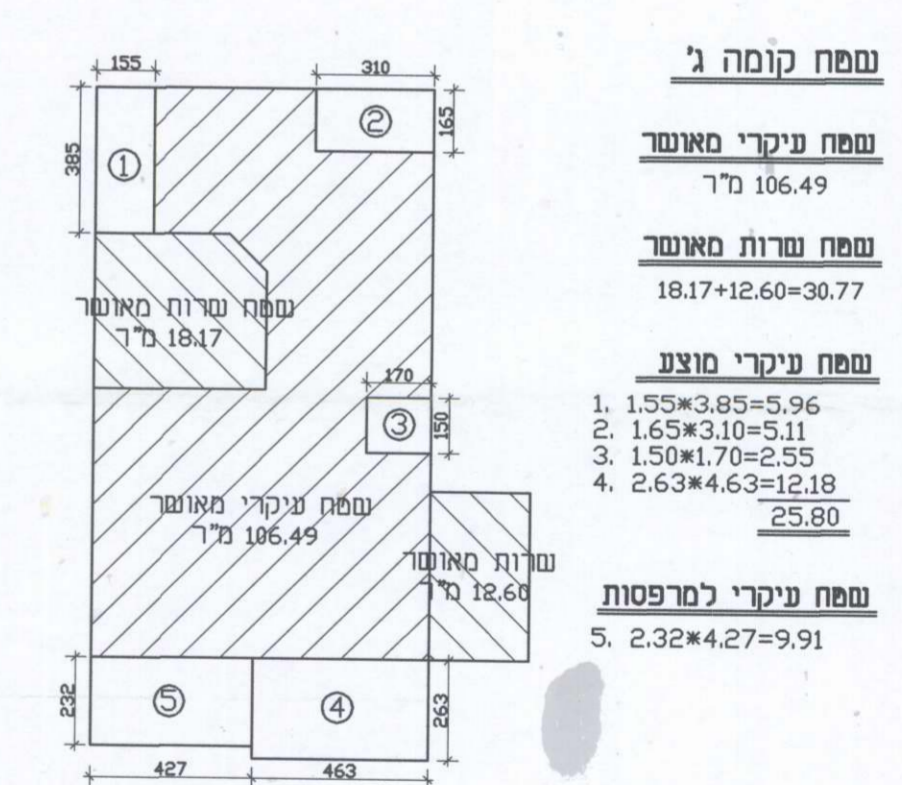 155
310
שטח קומה ג'
385
①
②
165
שטח עיקרי מאושר
106.49 מ"ר
שטח שרות מאושר
18.17+12.60=30.77
שטח שרות מאושר
18.17 מ"ר
שטח עיקרי מוצע
1. 1.55*3.85=5.96
2. 1.65*3.10=5.11
3. 1.50*1.70=2.55
4. 2.63*4.63=12.18
25.80
170
③
150
שטח עיקרי מאושר
106.49 מ"ר
שרות מאושר
12.60 מ"ר
שטח עיקרי למרפסות
5. 2.32*4.27=9.91
232
⑤
④
263
427
463